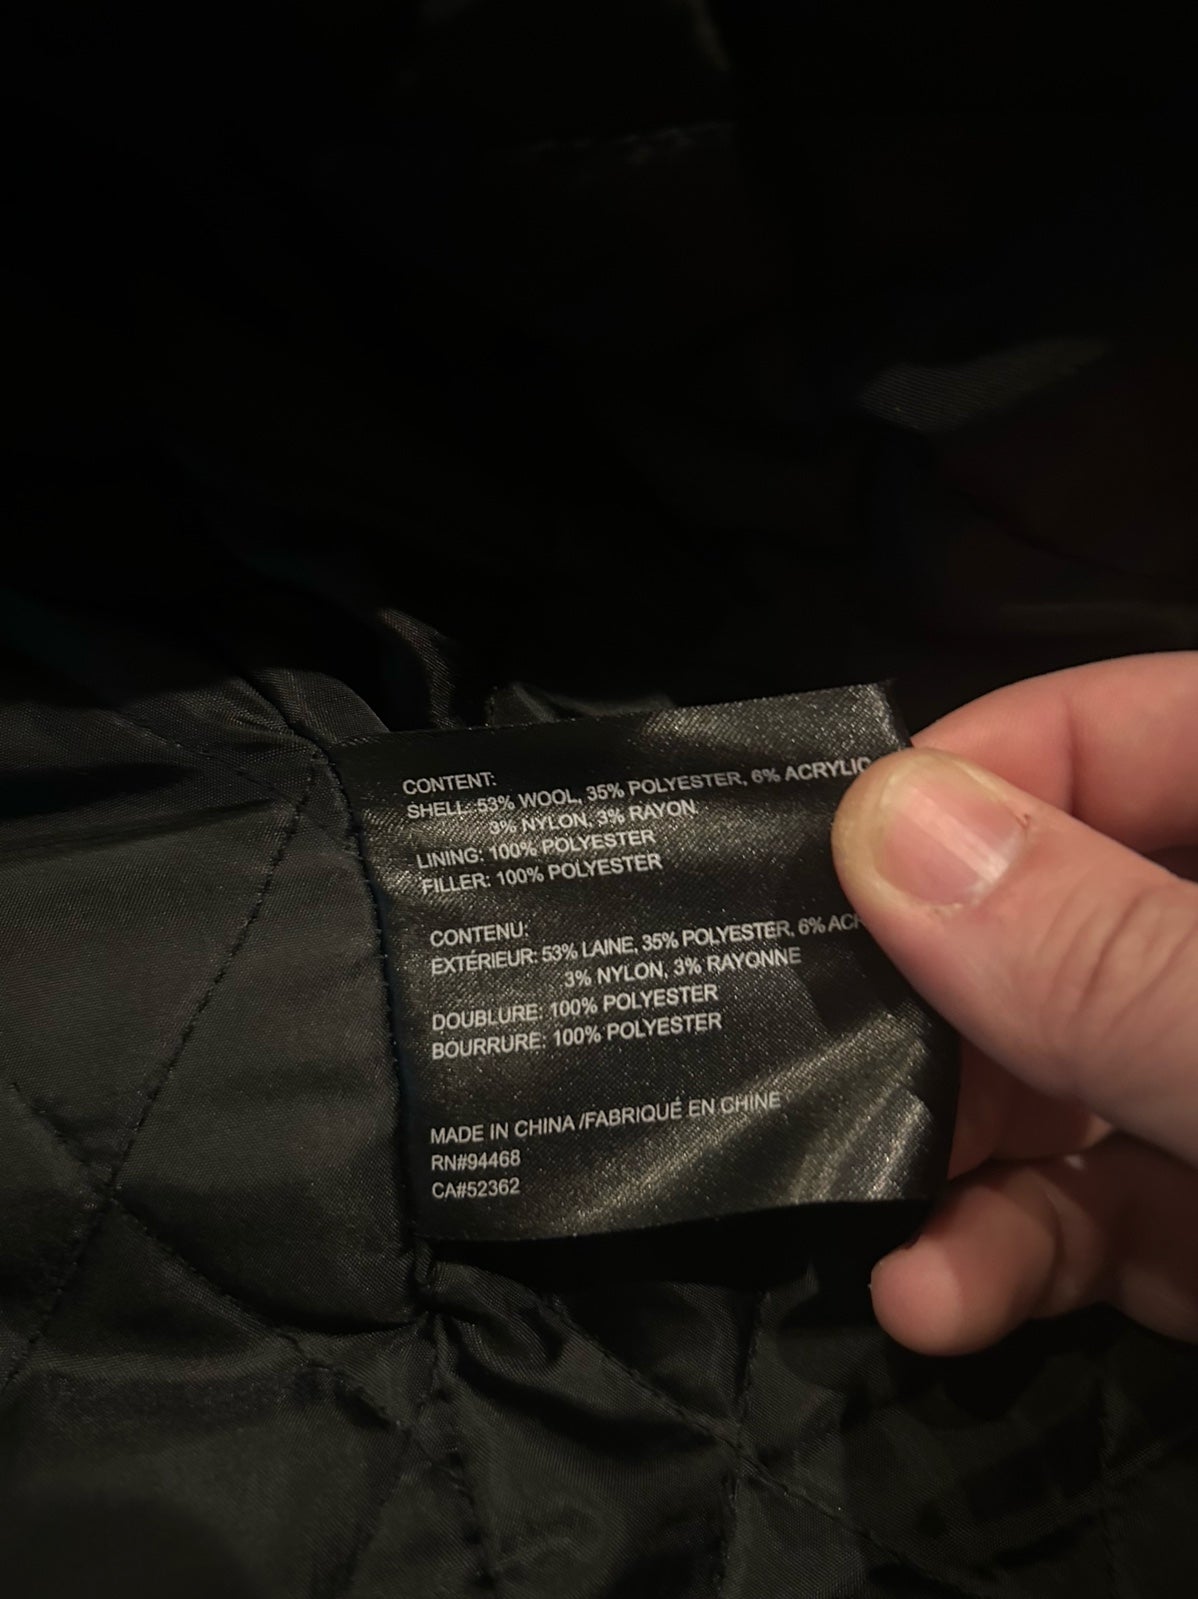 CONTENT:
SHELL: 53% WOOL, 35% POLYESTER, 6% ACRYLIC
3% NYLON, 3% RAYON
LINING: 100% POLYESTER
FILLER: 100% POLYESTER
CONTENU:
EXTÉRIEUR: 53% LAINE, 35% POLYESTER, 6% ACR
3% NYLON, 3% RAYONNE
DOUBLURE: 100% POLYESTER
BOURRURE: 100% POLYESTER
MADE IN CHINA /FABRIQUÉ EN CHINE
RN#94468
CA#52362